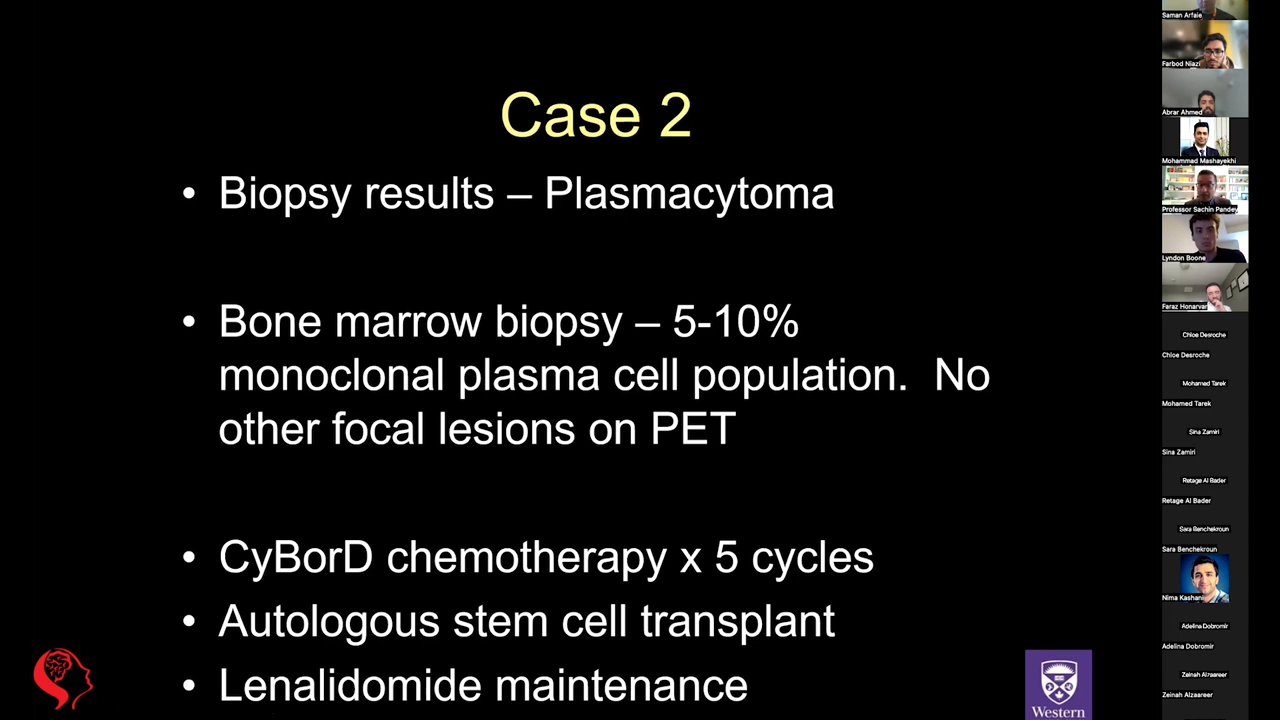 Case 2
• Biopsy results – Plasmacytoma
• Bone marrow biopsy – 5-10%
monoclonal plasma cell population.  No
other focal lesions on PET
• CyBorD chemotherapy x 5 cycles
• Autologous stem cell transplant
• Lenalidomide maintenance
Western
Saman Arfaie
Farbod Niazi
Abrar Ahmed
Mohammad Mashayekhi
Professor Sachin Pandey
Lyndon Boone
Faraz Honarvar
Chloe Desroche
Chloe Desroche
Mohamed Tarek
Mohamed Tarek
Sina Zamiri
Sina Zamiri
Retage Al Bader
Retage Al Bader
Sara Benchekroun
Sara Benchekroun
Nima Kashani
Adelina Dobromir
Adelina Dobromir
Zeinah Alzaareer
Zeinah Alzaareer